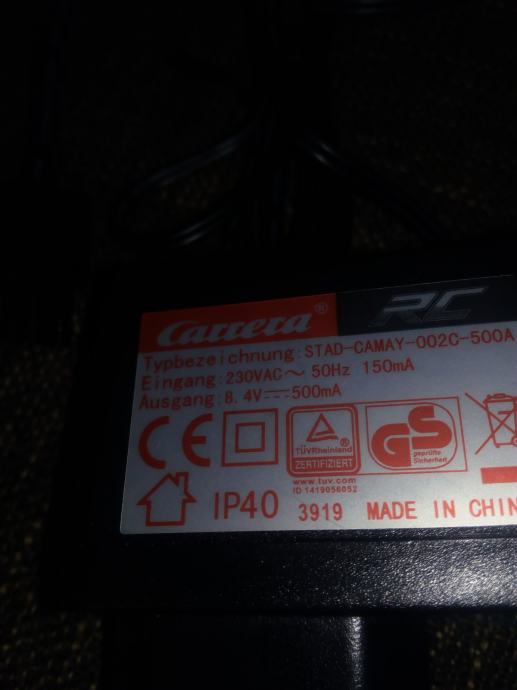 Carrera® RC
Typbezeichnung:STAD-CAMAY-002C-500A
Eingang:230VAC～ 50Hz 150mA
Ausgang:8.4V⎓500mA
CE
TÜVRheinland ®
ZERTIFIZIERT
www.tuv.com
ID 1419056052
GS
geprüfte
Sicherheit
IP40 3919 MADE IN CHIN